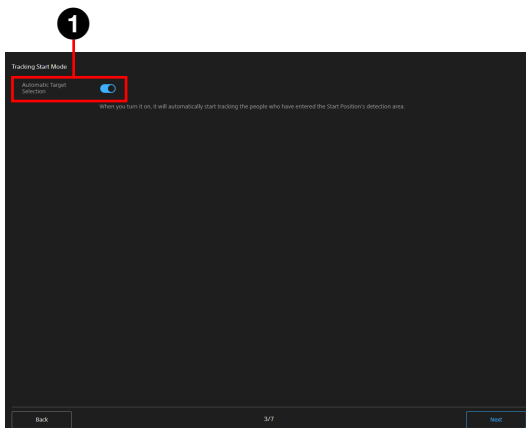 1
Tracking Start Mode
Automatic Target
Selection
When you turn it on, it will automatically start tracking the people who have entered the Start Position's detection area.
Back
3/7
Next